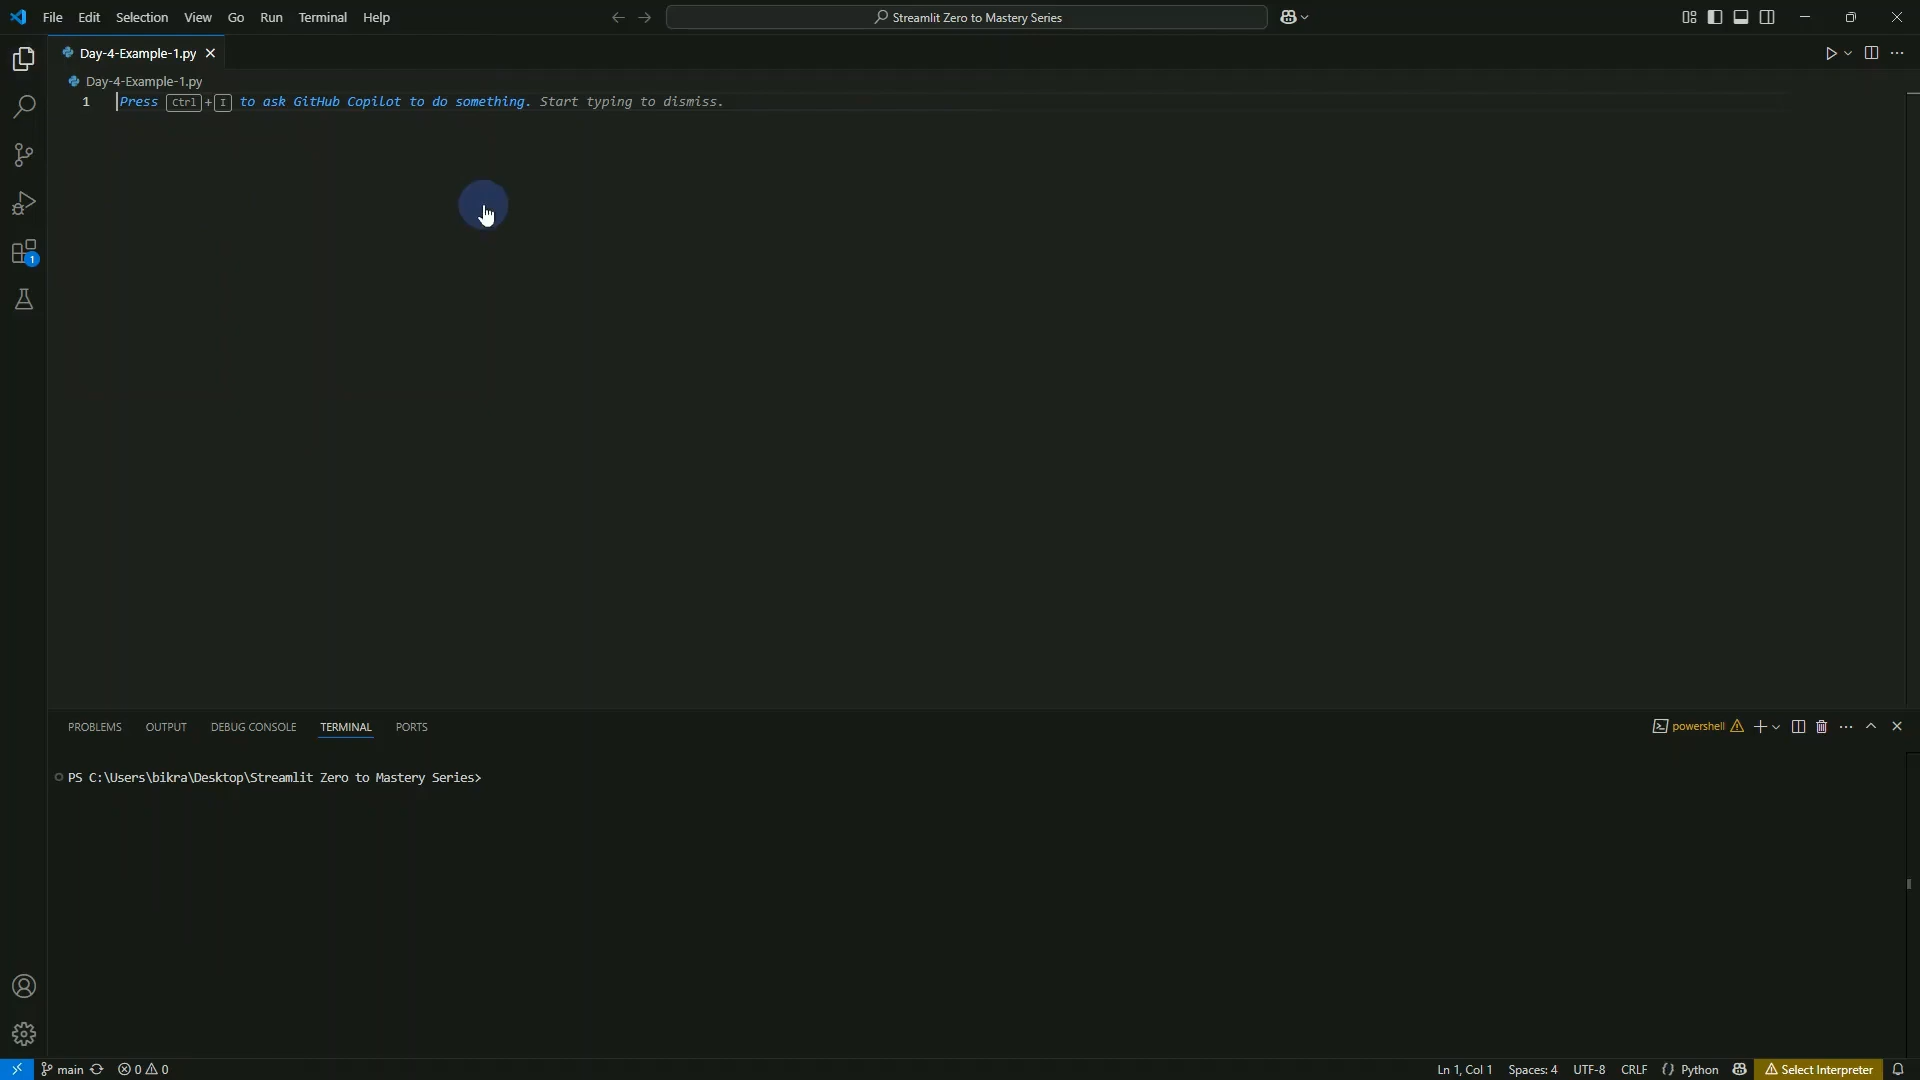 File Edit Selection View Go Run Terminal Help
Streamlit Zero to Mastery Series
Day-4-Example-1.py
Day-4-Example-1.py
1 Press Ctrl+I to ask GitHub Copilot to do something. Start typing to dismiss.
1
PROBLEMS OUTPUT DEBUG CONSOLE TERMINAL PORTS
powershell
PS C:\Users\bikra\Desktop\Streamlit Zero to Mastery Series>
main 0 0
Ln 1, Col 1 Spaces: 4 UTF-8 CRLF {} Python Select Interpreter